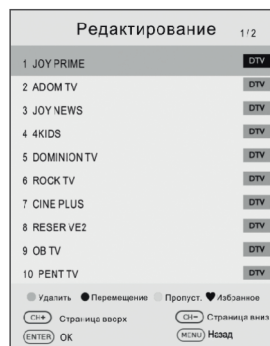 Редактирование 1/2
1 JOY PRIME DTV
2 ADOM TV DTV
3 JOY NEWS DTV
4 4KIDS DTV
5 DOMINION TV DTV
6 ROCK TV DTV
7 CINE PLUS DTV
8 RESERVE2 DTV
9 OB TV DTV
10 PENT TV DTV
Удалить Перемещение Пропуст. Избранное
CH+ Страница вверх CH− Страница вниз
ENTER OK MENU Назад